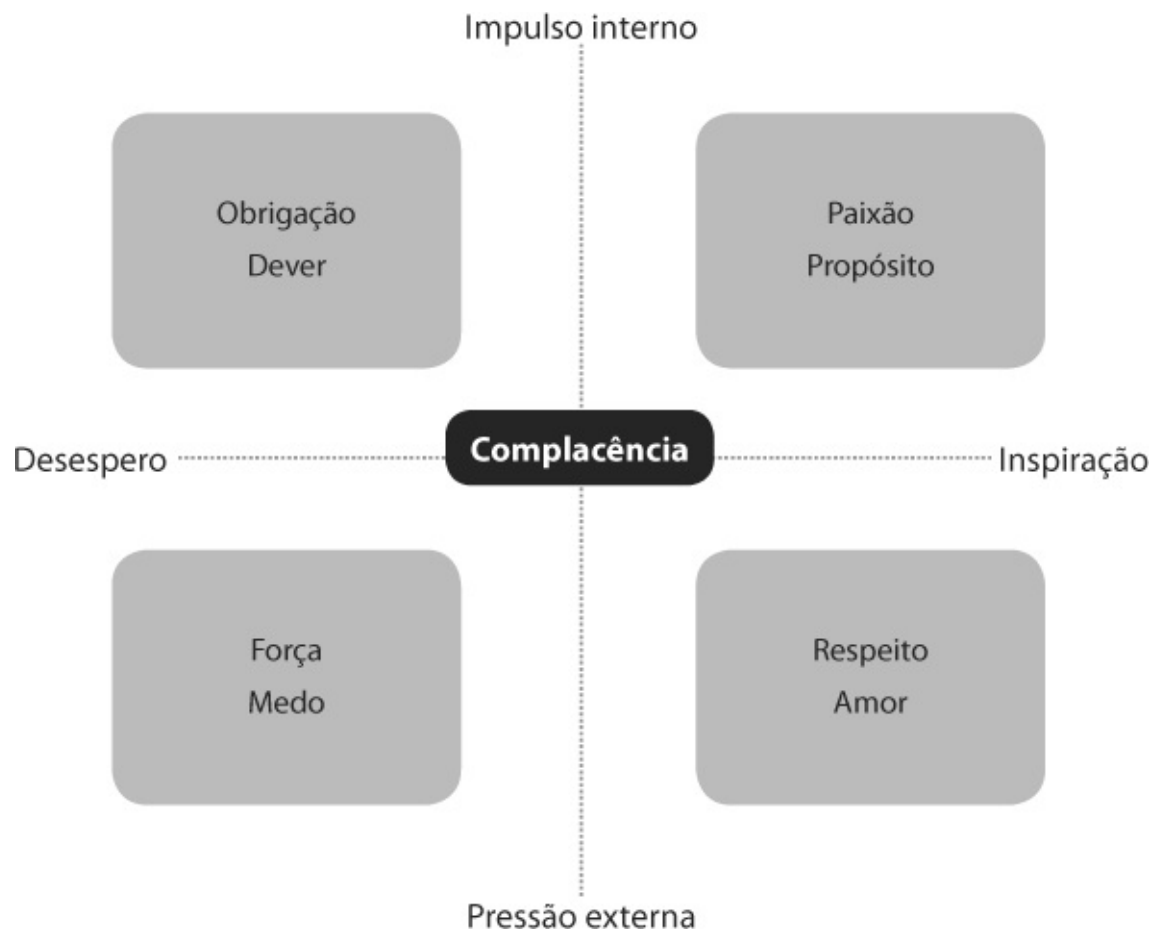 Impulso interno
Obrigação
Dever
Paixão
Propósito
Desespero
Complacência
Inspiração
Força
Medo
Respeito
Amor
Pressão externa